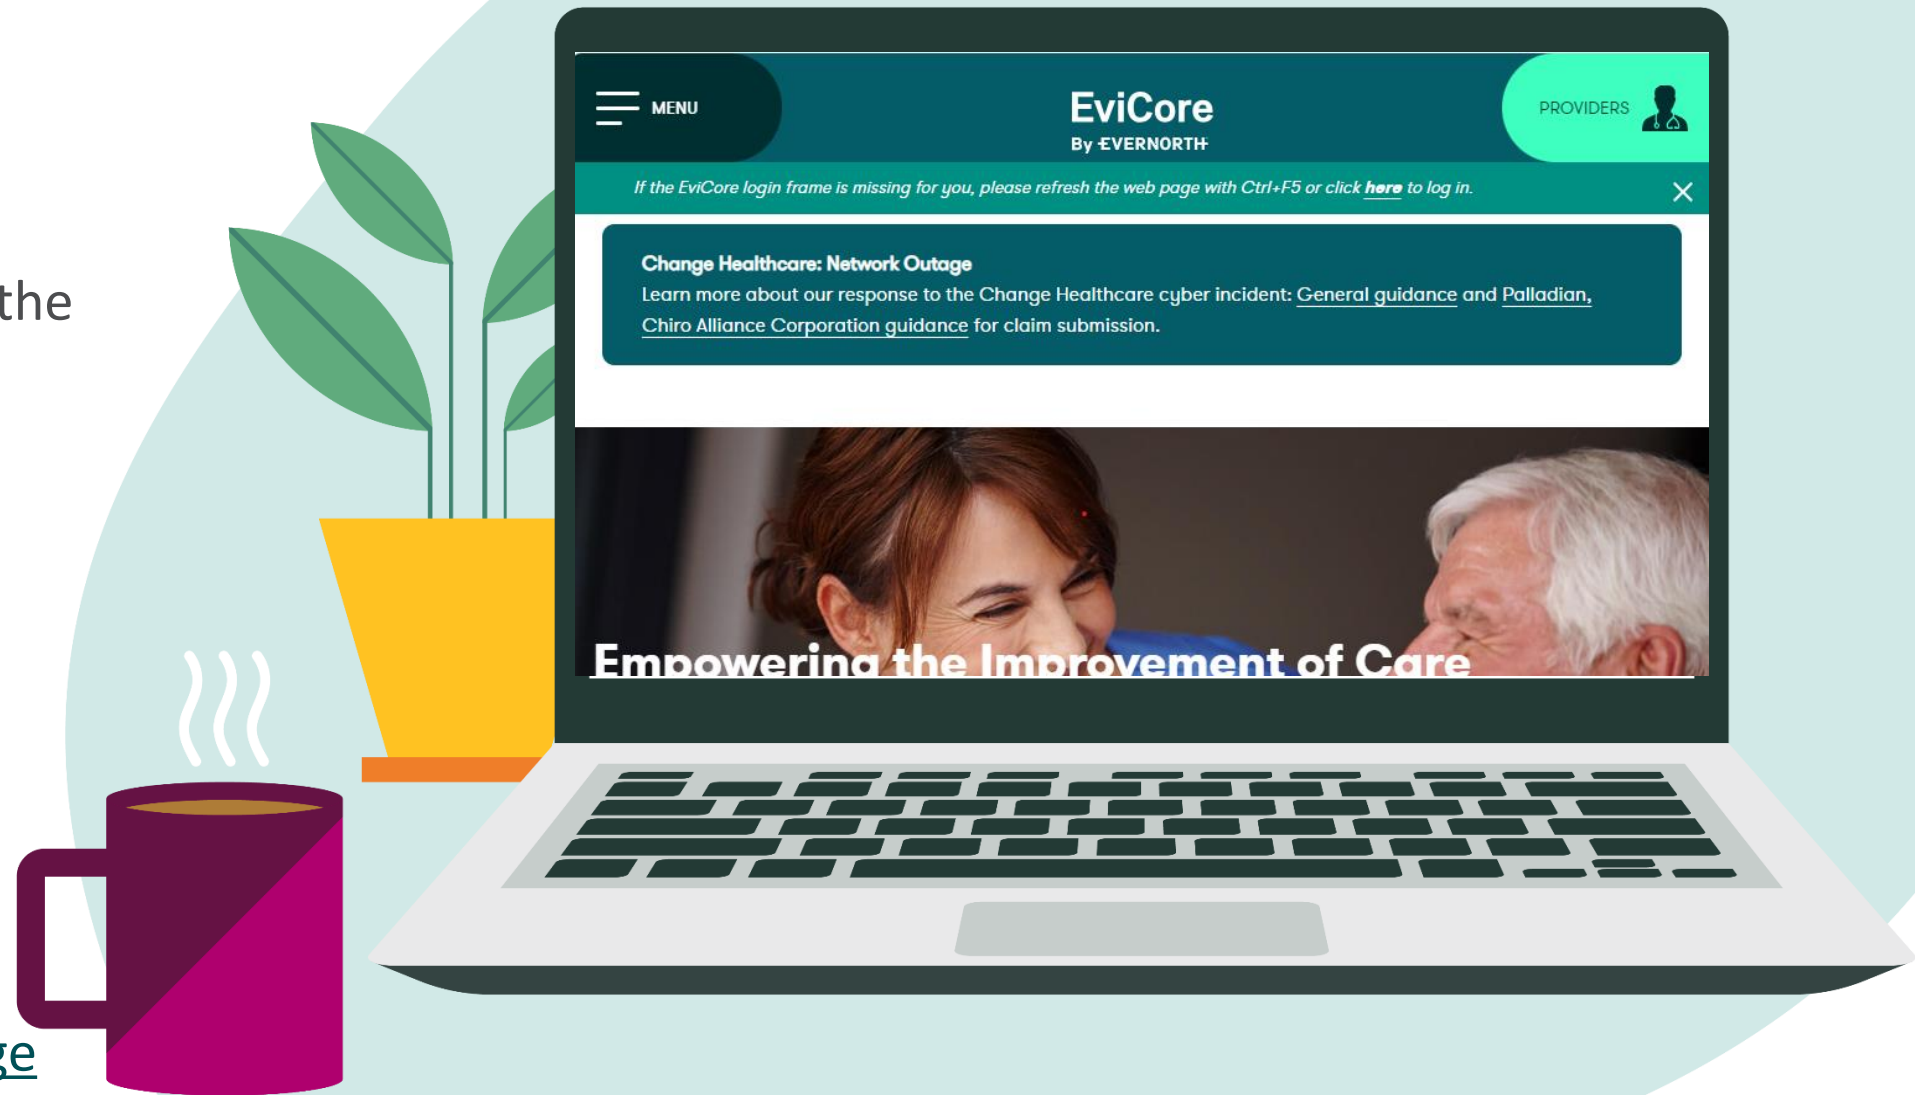 MENU
EviCore
By EVERNORTH
PROVIDERS
If the EviCore login frame is missing for you, please refresh the web page with Ctrl+F5 or click here to log in.
Change Healthcare: Network Outage
Learn more about our response to the Change Healthcare cyber incident: General guidance and Palladian,
Chiro Alliance Corporation guidance for claim submission.
the
Empowering the Improvement of Care
ge